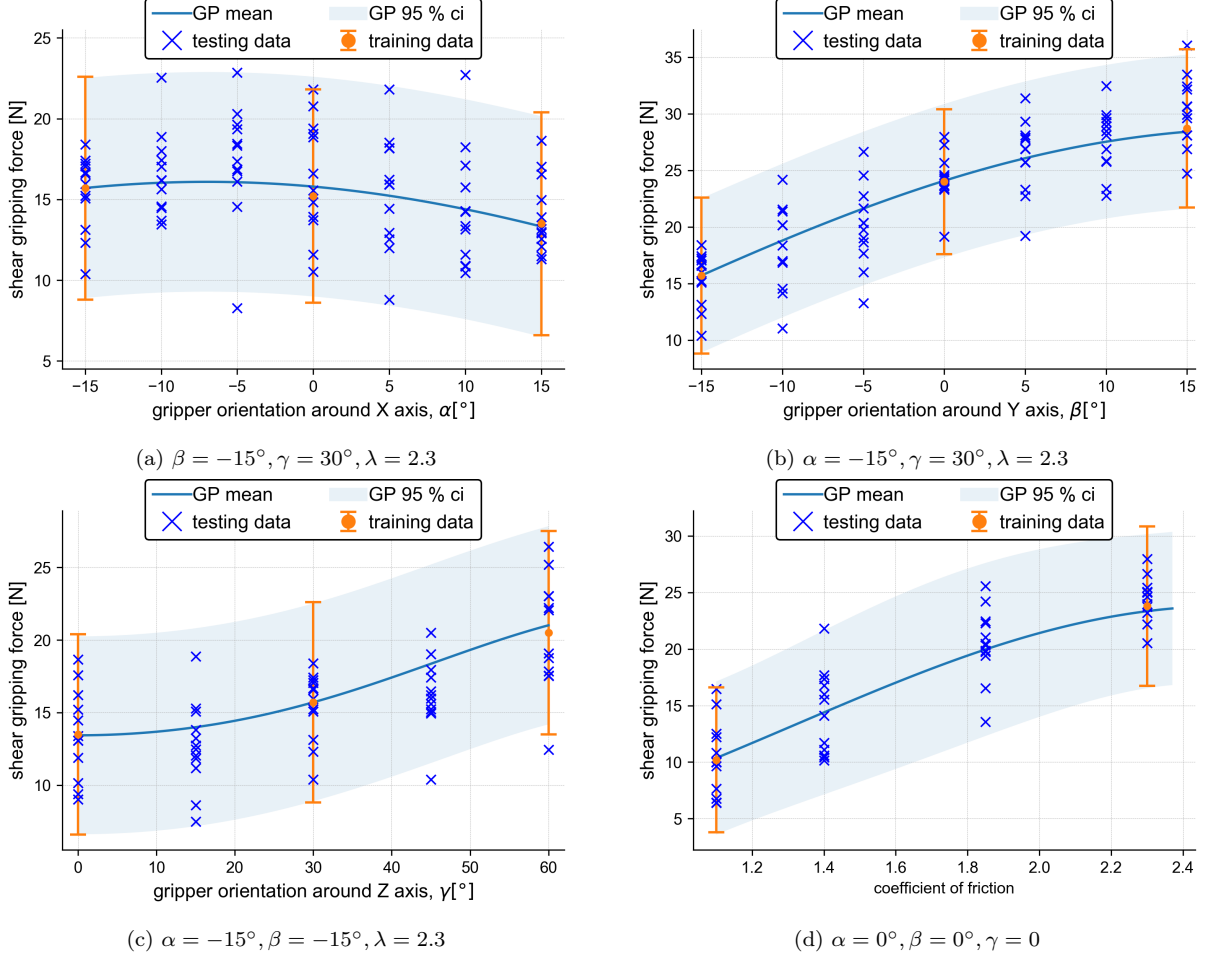 GP mean GP 95 % ci
testing data training data
25
20
15
10
5
shear gripping force [N]
−15 −10 −5 0 5 10 15
gripper orientation around X axis, α[°]
(a) β = −15°, γ = 30°, λ = 2.3
GP mean GP 95 % ci
testing data training data
35
30
25
20
15
10
shear gripping force [N]
−15 −10 −5 0 5 10 15
gripper orientation around Y axis, β[°]
(b) α = −15°, γ = 30°, λ = 2.3
GP mean GP 95 % ci
testing data training data
25
20
15
10
shear gripping force [N]
0 10 20 30 40 50 60
gripper orientation around Z axis, γ[°]
(c) α = −15°, β = −15°, λ = 2.3
GP mean GP 95 % ci
testing data training data
30
25
20
15
10
5
shear gripping force [N]
1.2 1.4 1.6 1.8 2.0 2.2 2.4
coefficient of friction
(d) α = 0°, β = 0°, γ = 0